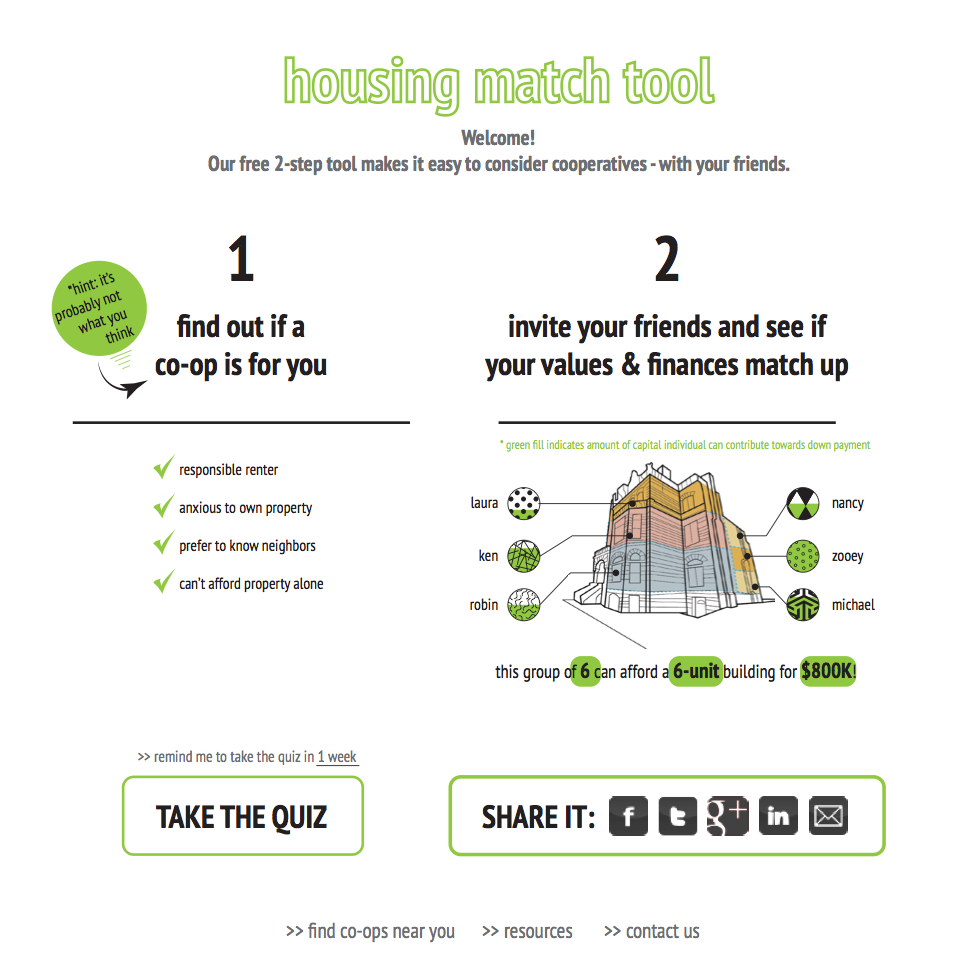 housing match tool
Welcome!
Our free 2-step tool makes it easy to consider cooperatives - with your friends.
*hint: it's
probably not
what you
think
1
find out if a
co-op is for you
responsible renter
anxious to own property
prefer to know neighbors
can't afford property alone
2
invite your friends and see if
your values & finances match up
* green fill indicates amount of capital individual can contribute towards down payment
laura
ken
robin
nancy
zooey
michael
this group of 6 can afford a 6-unit building for $800K!
>> remind me to take the quiz in 1 week
TAKE THE QUIZ
SHARE IT: f t g+ in
>> find co-ops near you >> resources >> contact us